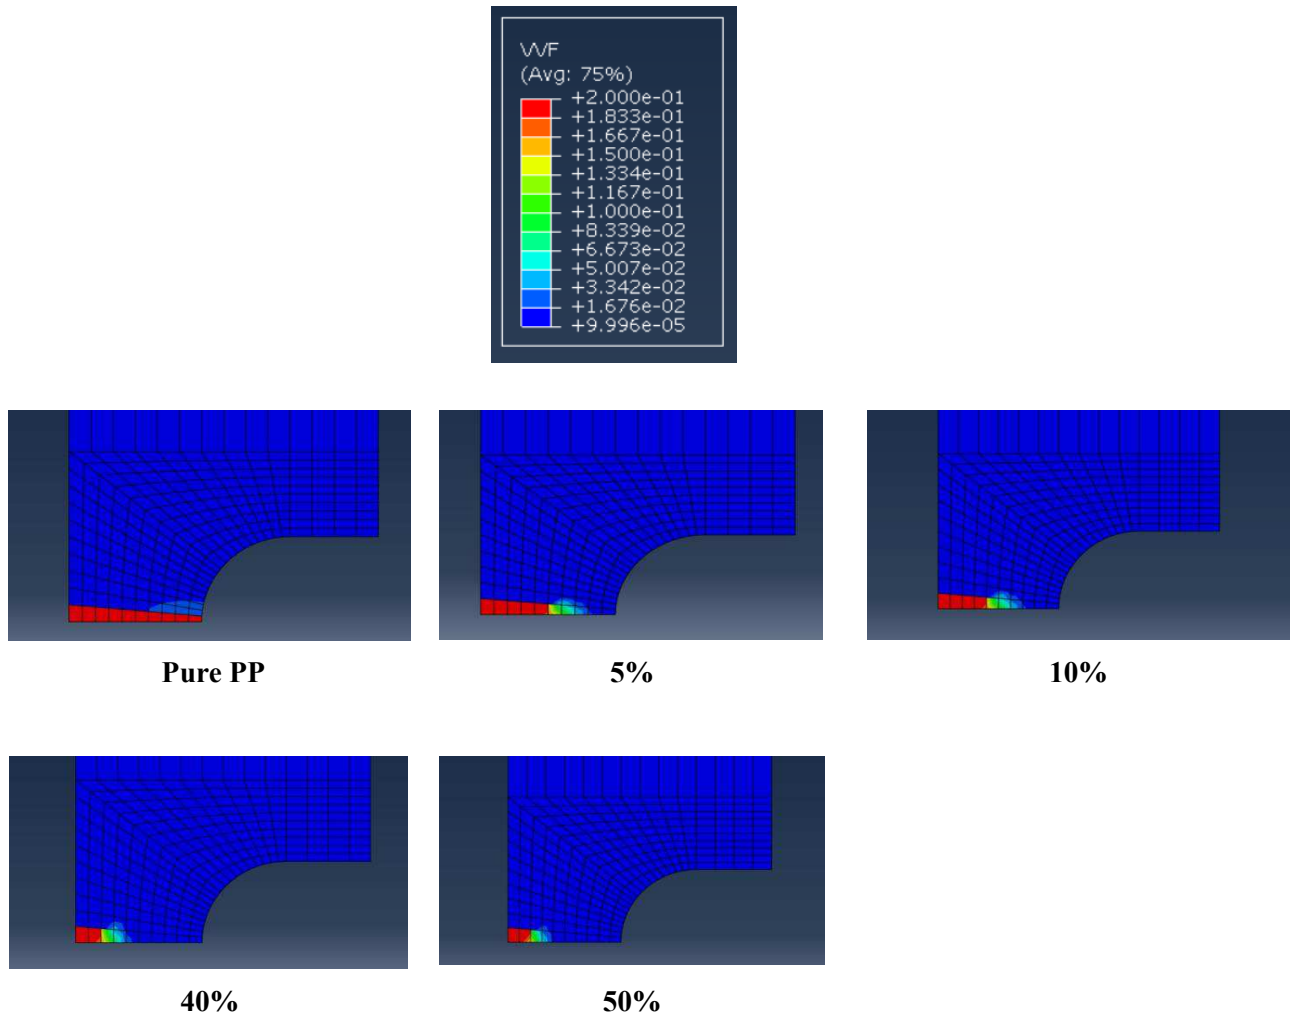 VVF
(Avg: 75%)
+2.000e-01
+1.833e-01
+1.667e-01
+1.500e-01
+1.334e-01
+1.167e-01
+1.000e-01
+8.339e-02
+6.673e-02
+5.007e-02
+3.342e-02
+1.676e-02
+9.996e-05
Pure PP
5%
10%
40%
50%